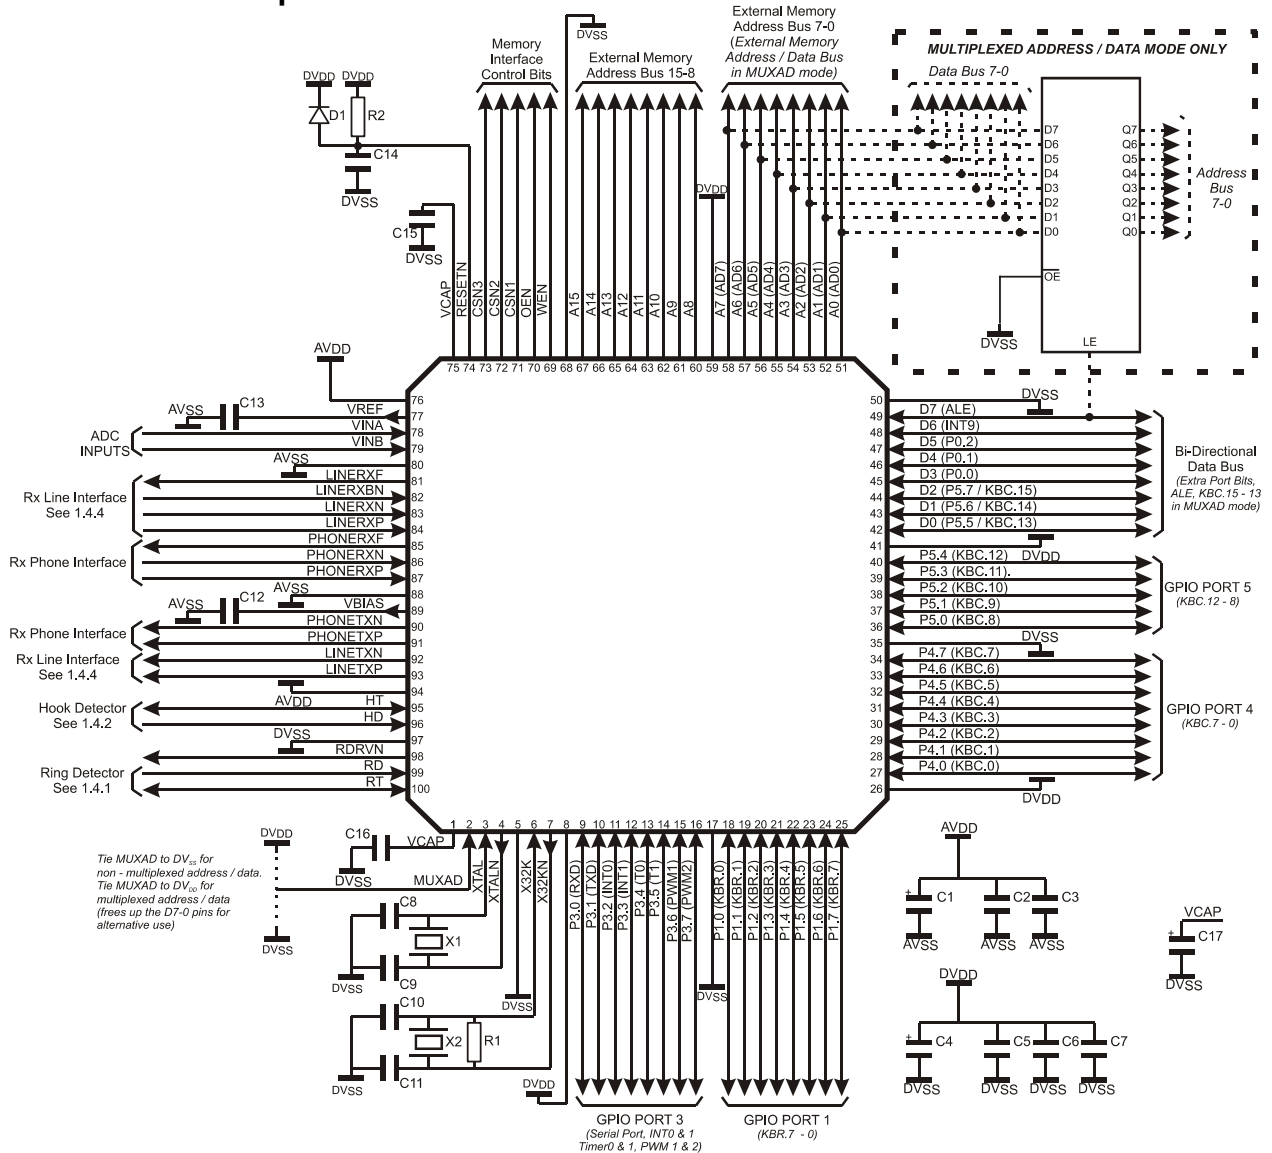 External Memory
Address Bus 7-0
(External Memory
Address / Data Bus
in MUXAD mode)
DVSS
Memory
Interface
Control Bits
External Memory
Address Bus 15-8
MULTIPLEXED ADDRESS / DATA MODE ONLY
Data Bus 7-0
DVDD DVDD
D1
R2
C14
DVSS
C15
DVSS
DVDD
D7
D6
D5
D4
D3
D2
D1
D0
Q7
Q6
Q5
Q4
Q3
Q2
Q1
Q0
Address
Bus
7-0
OE
DVSS
LE
VCAP
RESETN
CSN3
CSN2
CSN1
OEN
WEN
A15
A14
A13
A12
A11
A10
A9
A8
A7 (AD7)
A6 (AD6)
A5 (AD5)
A4 (AD4)
A3 (AD3)
A2 (AD2)
A1 (AD1)
A0 (AD0)
75 74 73 72 71 70 69 68 67 66 65 64 63 62 61 60 59 58 57 56 55 54 53 52 51
AVDD
76
AVSS C13 VREF 77
ADC
INPUTS
VINA 78
VINB 79
AVSS 80
Rx Line Interface
See 1.4.4
LINERXF 81
LINERXBN 82
LINERXN 83
LINERXP 84
Rx Phone Interface
PHONERXF 85
PHONERXN 86
PHONERXP 87
AVSS 88
AVSS C12 VBIAS 89
Rx Phone Interface
PHONETXN 90
PHONETXP 91
Rx Line Interface
See 1.4.4
LINETXN 92
LINETXP 93
AVDD 94
Hook Detector
See 1.4.2
HT 95
HD 96
DVSS 97
RDRVN 98
Ring Detector
See 1.4.1
RD 99
RT 100
50 DVSS
49 D7 (ALE)
48 D6 (INT9)
47 D5 (P0.2)
46 D4 (P0.1)
45 D3 (P0.0)
44 D2 (P5.7 / KBC.15)
43 D1 (P5.6 / KBC.14)
42 D0 (P5.5 / KBC.13)
Bi-Directional
Data Bus
(Extra Port Bits,
ALE, KBC.15 - 13
in MUXAD mode)
41 DVDD
40 P5.4 (KBC.12)
39 P5.3 (KBC.11).
38 P5.2 (KBC.10)
37 P5.1 (KBC.9)
36 P5.0 (KBC.8)
GPIO PORT 5
(KBC.12 - 8)
35 DVSS
34 P4.7 (KBC.7)
33 P4.6 (KBC.6)
32 P4.5 (KBC.5)
31 P4.4 (KBC.4)
30 P4.3 (KBC.3)
29 P4.2 (KBC.2)
28 P4.1 (KBC.1)
27 P4.0 (KBC.0)
GPIO PORT 4
(KBC.7 - 0)
26 DVDD
1 2 3 4 5 6 7 8 9 10 11 12 13 14 15 16 17 18 19 20 21 22 23 24 25
C16
VCAP
DVSS
DVDD
MUXAD
DVSS
Tie MUXAD to DVSS for
non - multiplexed address / data.
Tie MUXAD to DVDD for
multiplexed address / data
(frees up the D7-0 pins for
alternative use)
XTAL
XTALN
X32K
X32KN
C8
X1
C9
DVSS
C10
X2
R1
C11
DVSS
DVSS
DVDD
P3.0 (RXD)
P3.1 (TXD)
P3.2 (INT0)
P3.3 (INT1)
P3.4 (T0)
P3.5 (T1)
P3.6 (PWM1)
P3.7 (PWM2)
DVSS
P1.0 (KBR.0)
P1.1 (KBR.1)
P1.2 (KBR.2)
P1.3 (KBR.3)
P1.4 (KBR.4)
P1.5 (KBR.5)
P1.6 (KBR.6)
P1.7 (KBR.7)
GPIO PORT 3
(Serial Port, INT0 & 1
Timer0 & 1, PWM 1 & 2)
GPIO PORT 1
(KBR.7 - 0)
AVDD
+ C1 C2 C3
AVSS AVSS AVSS
VCAP
+ C17
DVSS
DVDD
+ C4 C5 C6 C7
DVSS DVSS DVSS DVSS